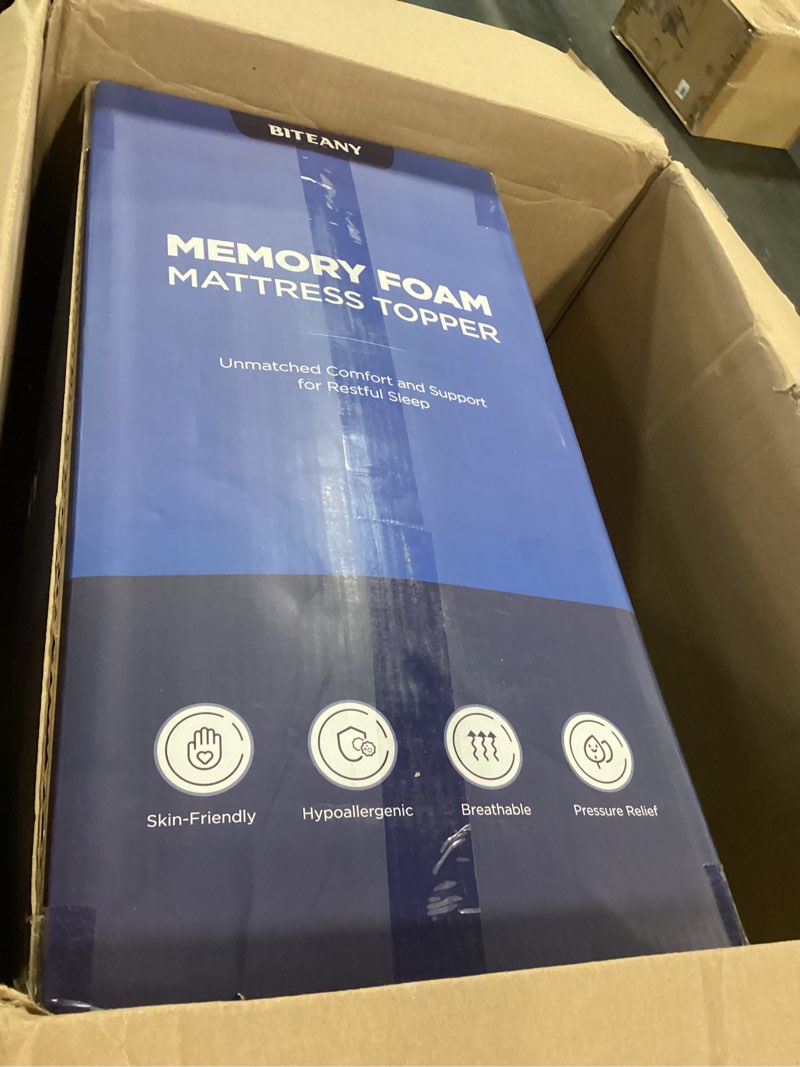 BITEANY
MEMORY FOAM
MATTRESS TOPPER
Unmatched Comfort and Support
for Restful Sleep
Skin-Friendly
Hypoallergenic
Breathable
Pressure Relief